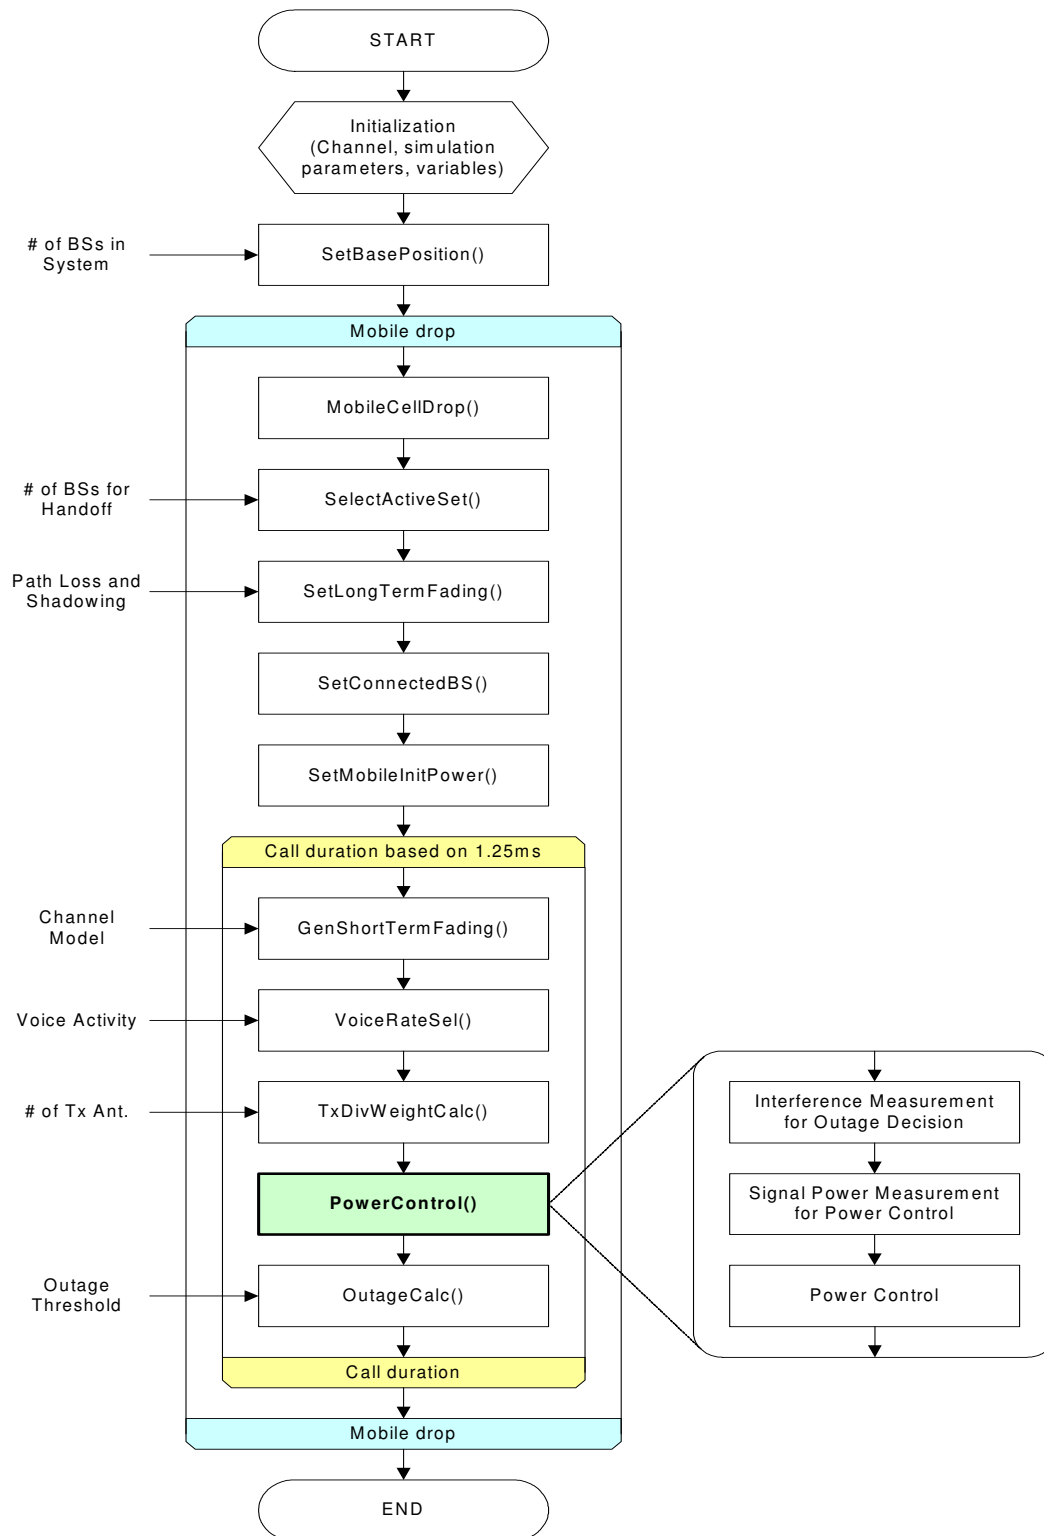 START
Initialization
(Channel, simulation
parameters, variables)
# of BSs in
System
SetBasePosition()
Mobile drop
MobileCellDrop()
# of BSs for
Handoff
SelectActiveSet()
Path Loss and
Shadowing
SetLongTermFading()
SetConnectedBS()
SetMobileInitPower()
Call duration based on 1.25ms
Channel
Model
GenShortTermFading()
Voice Activity
VoiceRateSel()
# of Tx Ant.
TxDivWeightCalc()
PowerControl()
Outage
Threshold
OutageCalc()
Call duration
Mobile drop
END
Interference Measurement
for Outage Decision
Signal Power Measurement
for Power Control
Power Control